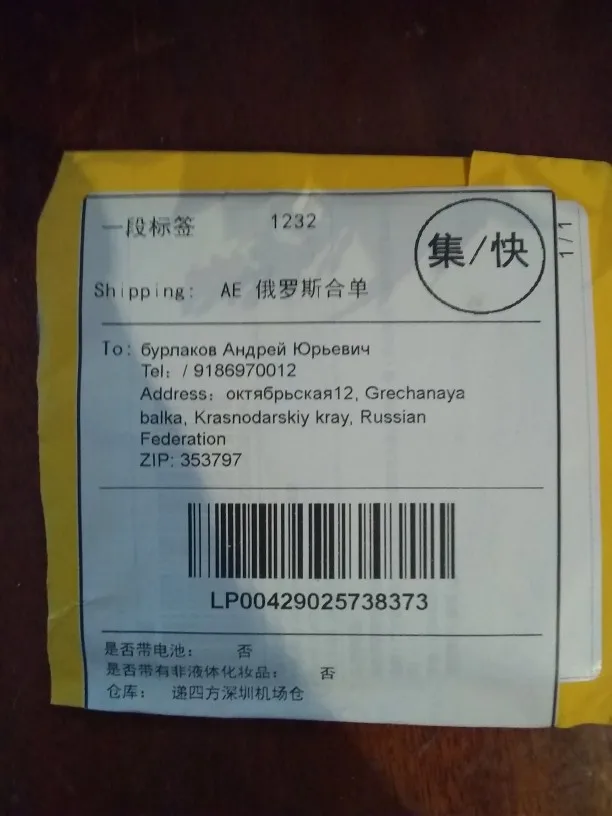 一段标签 1232
集/快
1/1
Shipping: AE 俄罗斯合单
To: бурлаков Андрей Юрьевич
Tel: / 9186970012
Address: октябрьская12, Grechanaya
balka, Krasnodarskiy kray, Russian
Federation
ZIP: 353797
LP00429025738373
是否带电池: 否
是否带有非液体化妆品: 否
仓库: 递四方深圳机场仓